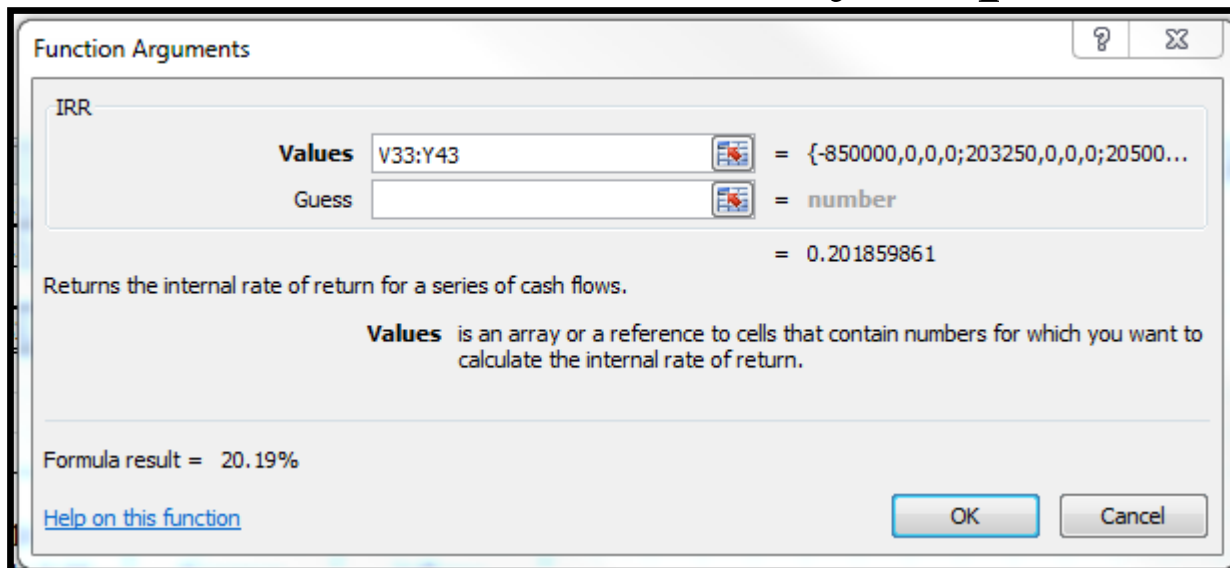 Function Arguments
IRR
Values V33:Y43 = {-850000,0,0,0;203250,0,0,0;20500...
Guess = number
= 0.201859861
Returns the internal rate of return for a series of cash flows.
Values is an array or a reference to cells that contain numbers for which you want to
calculate the internal rate of return.
Formula result = 20.19%
Help on this function OK Cancel